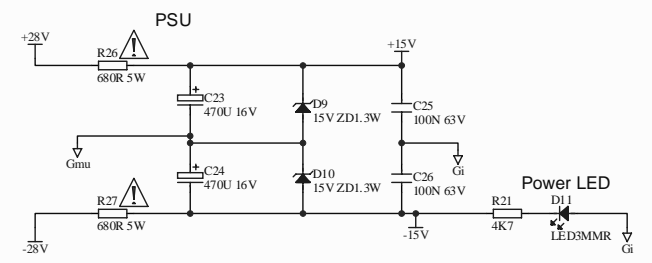 PSU
+28V
R26
680R 5W
+15V
C23
470U 16V
D9
15V ZD1.3W
C25
100N 63V
Gmu
Gi
C24
470U 16V
D10
15V ZD1.3W
C26
100N 63V
R27
680R 5W
-28V
-15V
Power LED
R21
4K7
D11
LED3MMR
Gi